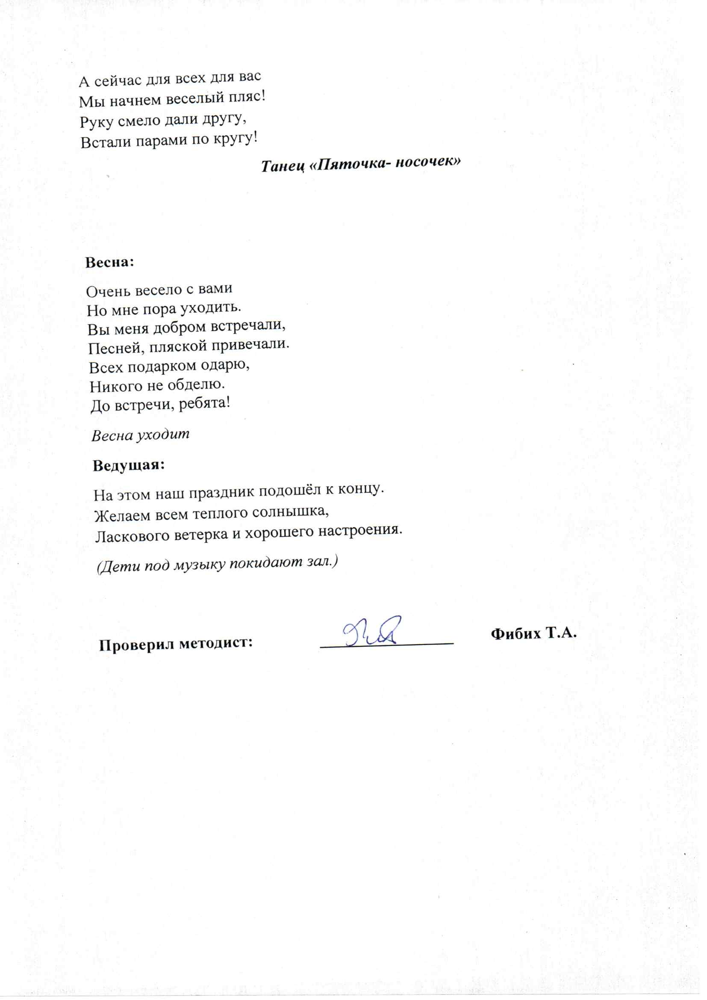 А сейчас для всех для вас
Мы начнем веселый пляс!
Руку смело дали другу,
Встали парами по кругу!
Танец «Пяточка- носочек»
Весна:
Очень весело с вами
Но мне пора уходить.
Вы меня добром встречали,
Песней, пляской привечали.
Всех подарком одарю,
Никого не обделю.
До встречи, ребята!
Весна уходит
Ведущая:
На этом наш праздник подошёл к концу.
Желаем всем теплого солнышка,
Ласкового ветерка и хорошего настроения.
(Дети под музыку покидают зал.)
Проверил методист: Фибих Т.А.